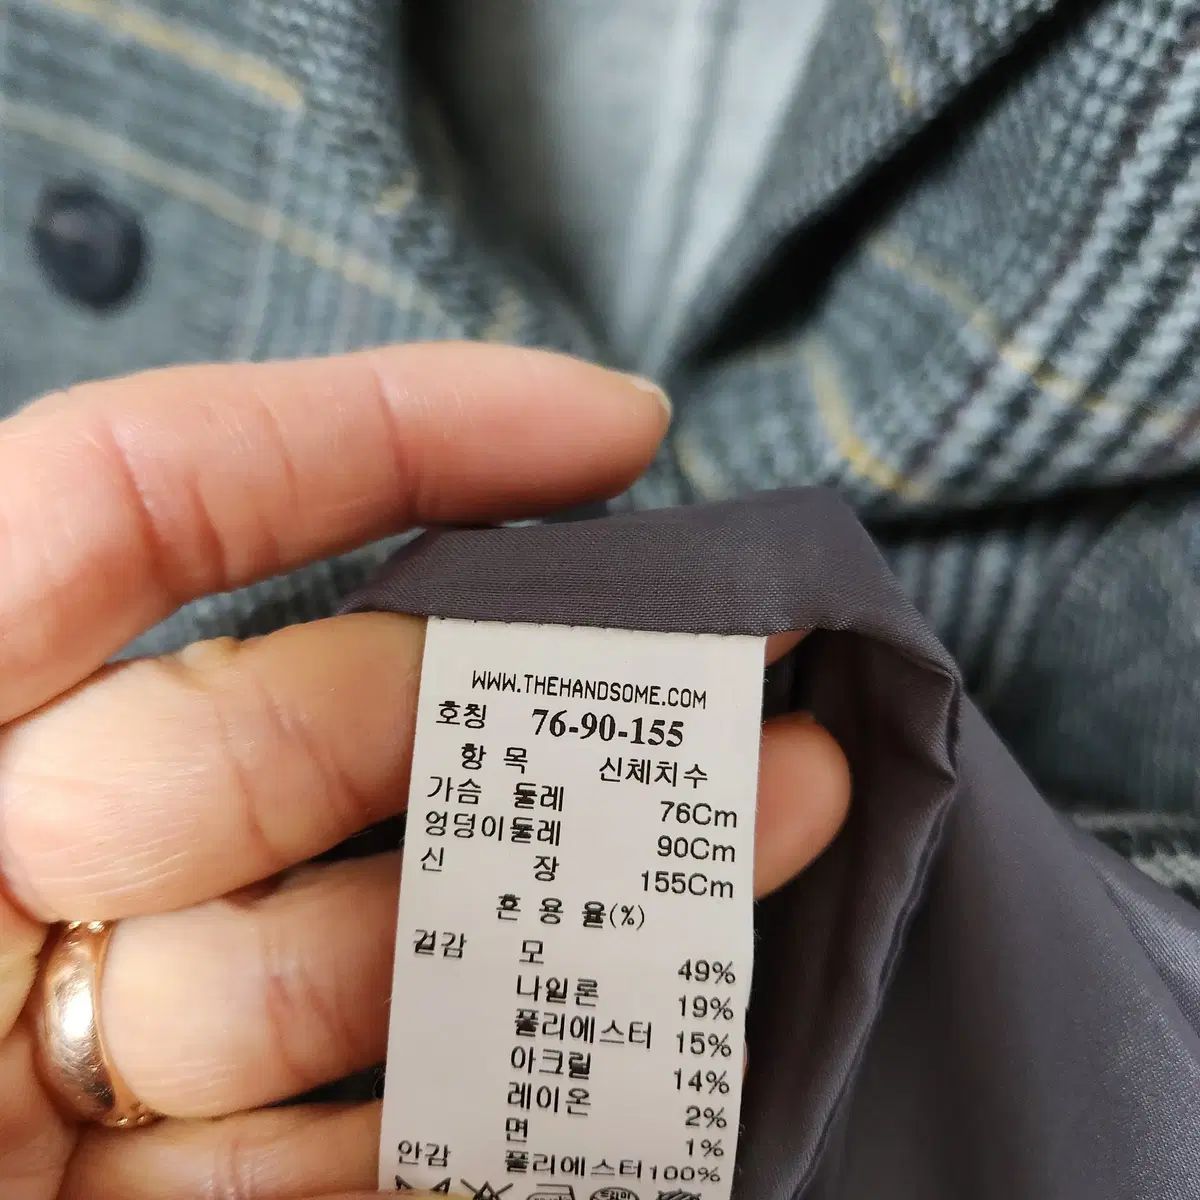 WWW.THEHANDSOME.COM
호칭 76-90-155
항 목 신체치수
가슴 둘레 76Cm
엉덩이둘레 90Cm
신 장 155Cm
혼 용 율(%)
겉감 모 49%
나일론 19%
폴리에스터 15%
아크릴 14%
레이온 2%
면 1%
안감 폴리에스터100%